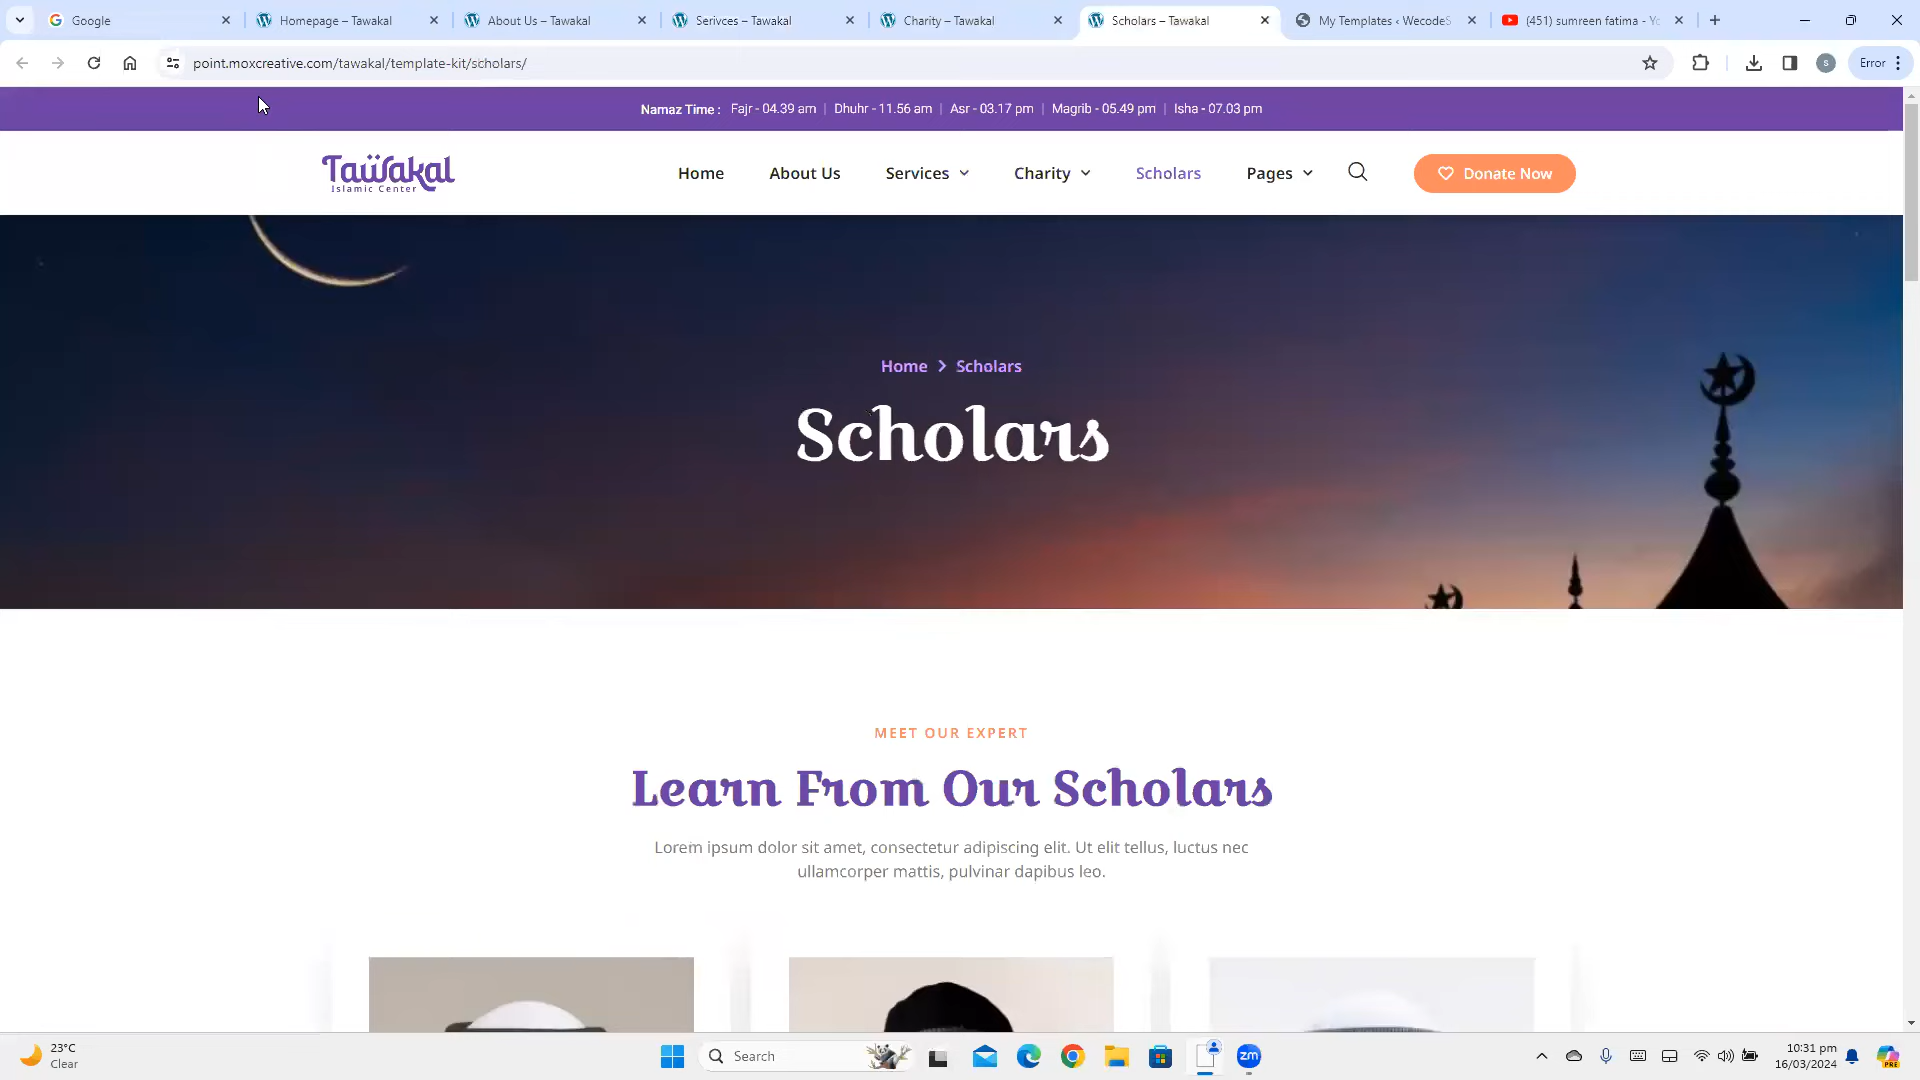 Google
Homepage – Tawakal
About Us – Tawakal
Serivces – Tawakal
Charity – Tawakal
Scholars – Tawakal
My Templates ‹ WecodeS
(451) sumreen fatima - Yo
point.moxcreative.com/tawakal/template-kit/scholars/
S
Error
Namaz Time : Fajr - 04.39 am | Dhuhr - 11.56 am | Asr - 03.17 pm | Magrib - 05.49 pm | Isha - 07.03 pm
Tawakal
Islamic Center
Home
About Us
Services
Charity
Scholars
Pages
Donate Now
Home > Scholars
Scholars
MEET OUR EXPERT
Learn From Our Scholars
Lorem ipsum dolor sit amet, consectetur adipiscing elit. Ut elit tellus, luctus nec
ullamcorper mattis, pulvinar dapibus leo.
23°C
Clear
Search
zm
10:31 pm
16/03/2024
PRE